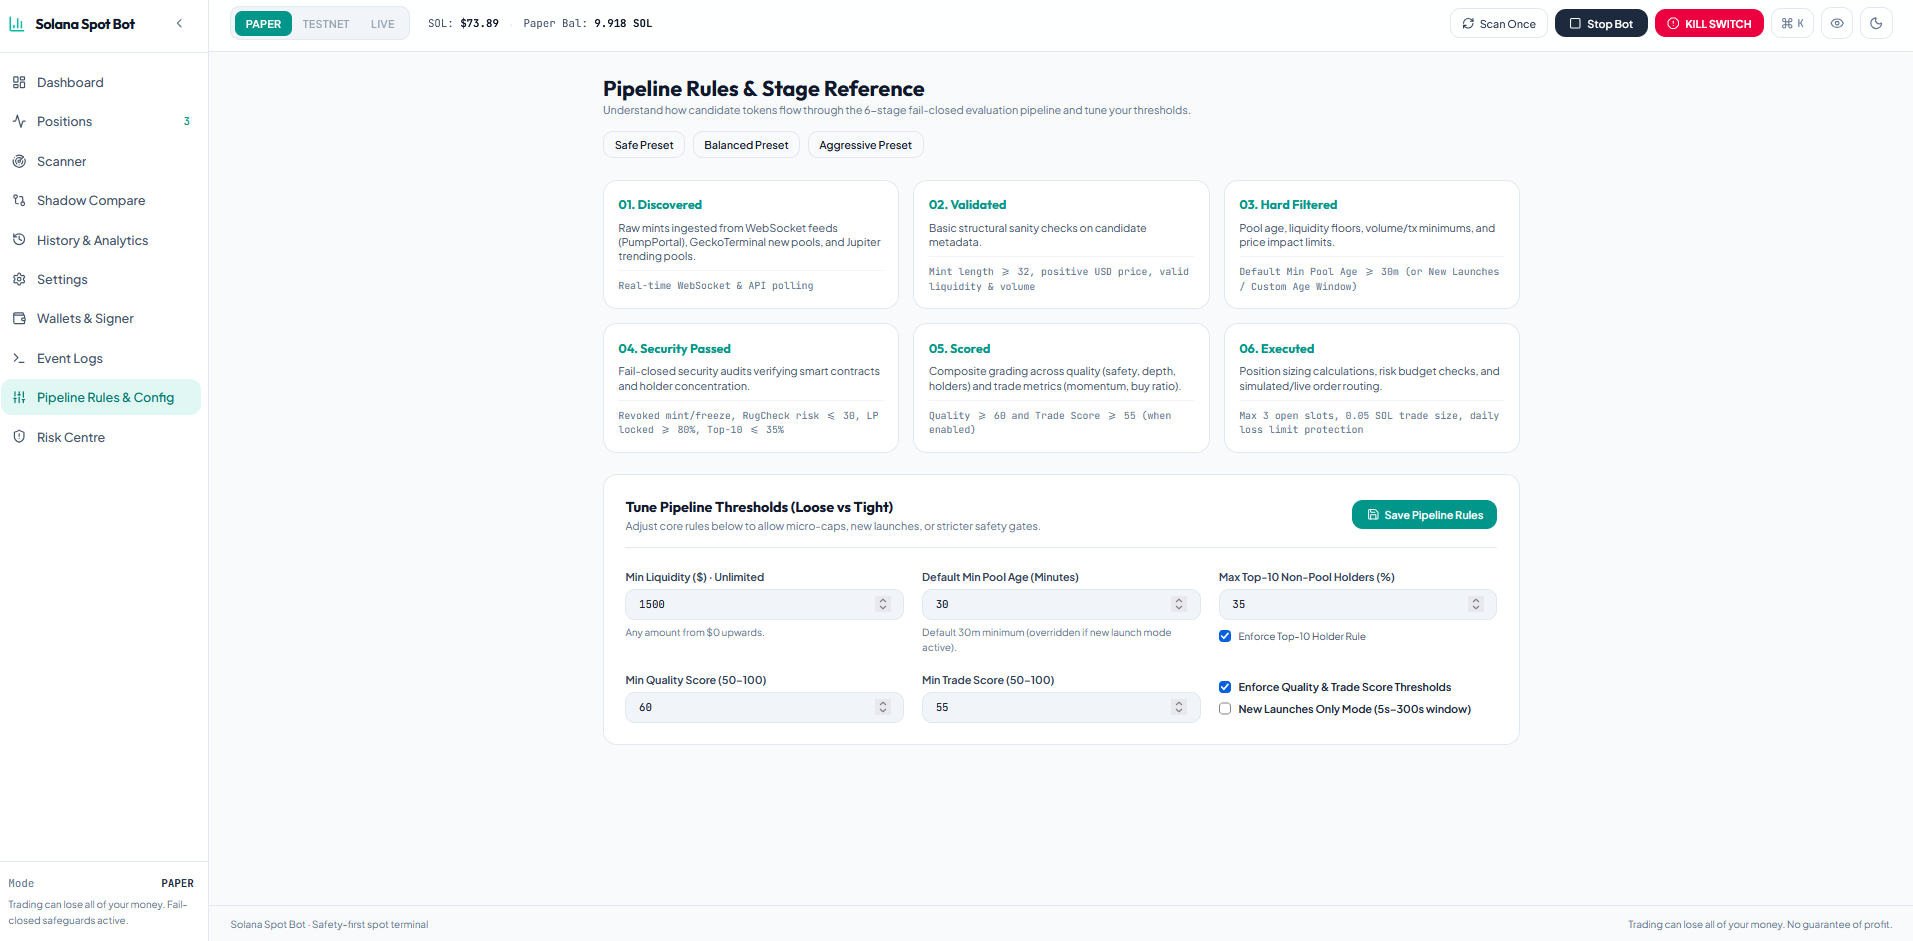 Solana Spot Bot
PAPER TESTNET LIVE SOL: $73.89 · Paper Bal: 9.918 SOL
Scan Once Stop Bot KILL SWITCH ⌘ K
Dashboard
Positions 3
Scanner
Shadow Compare
History & Analytics
Settings
Wallets & Signer
Event Logs
Pipeline Rules & Config
Risk Centre
Mode PAPER
Trading can lose all of your money. Fail-
closed safeguards active.
Pipeline Rules & Stage Reference
Understand how candidate tokens flow through the 6-stage fail-closed evaluation pipeline and tune your thresholds.
Safe Preset Balanced Preset Aggressive Preset
01. Discovered
Raw mints ingested from WebSocket feeds
(PumpPortal), GeckoTerminal new pools, and Jupiter
trending pools.
Real-time WebSocket & API polling
02. Validated
Basic structural sanity checks on candidate
metadata.
Mint length ≥ 32, positive USD price, valid
liquidity & volume
03. Hard Filtered
Pool age, liquidity floors, volume/tx minimums, and
price impact limits.
Default Min Pool Age ≥ 30m (or New Launches
/ Custom Age Window)
04. Security Passed
Fail-closed security audits verifying smart contracts
and holder concentration.
Revoked mint/freeze, RugCheck risk ≤ 30, LP
locked ≥ 80%, Top-10 ≤ 35%
05. Scored
Composite grading across quality (safety, depth,
holders) and trade metrics (momentum, buy ratio).
Quality ≥ 60 and Trade Score ≥ 55 (when
enabled)
06. Executed
Position sizing calculations, risk budget checks, and
simulated/live order routing.
Max 3 open slots, 0.05 SOL trade size, daily
loss limit protection
Tune Pipeline Thresholds (Loose vs Tight)
Adjust core rules below to allow micro-caps, new launches, or stricter safety gates.
Save Pipeline Rules
Min Liquidity ($) · Unlimited
1500
Any amount from $0 upwards.
Default Min Pool Age (Minutes)
30
Default 30m minimum (overridden if new launch mode
active).
Max Top-10 Non-Pool Holders (%)
35
Enforce Top-10 Holder Rule
Min Quality Score (50–100)
60
Min Trade Score (50–100)
55
Enforce Quality & Trade Score Thresholds
New Launches Only Mode (5s–300s window)
Solana Spot Bot · Safety-first spot terminal
Trading can lose all of your money. No guarantee of profit.